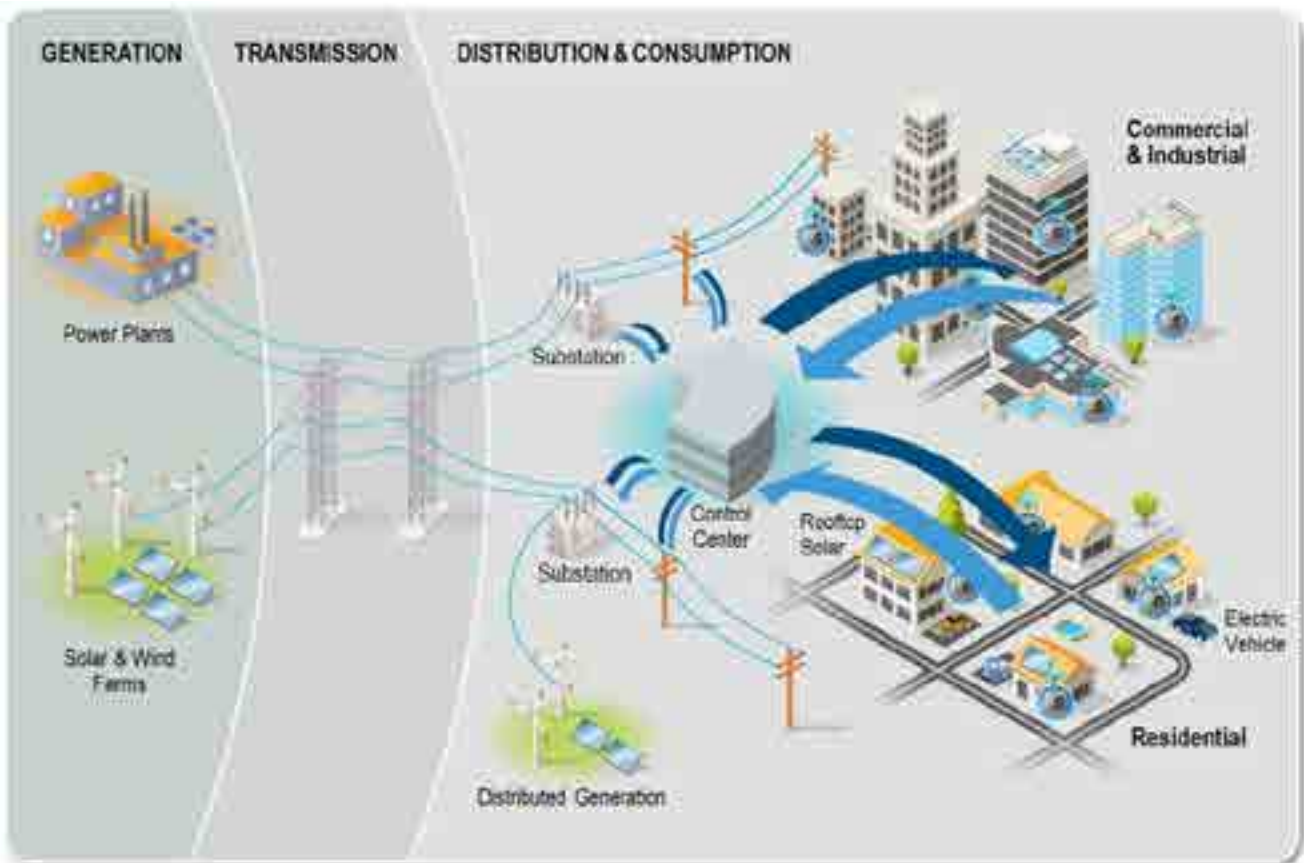 GENERATION
TRANSMISSION
DISTRIBUTION & CONSUMPTION
Commercial
& Industrial
Power Plants
Substation
Control
Center
Rooftop
Solar
Substation
Electric
Vehicle
Solar & Wind
Farms
Residential
Distributed Generation